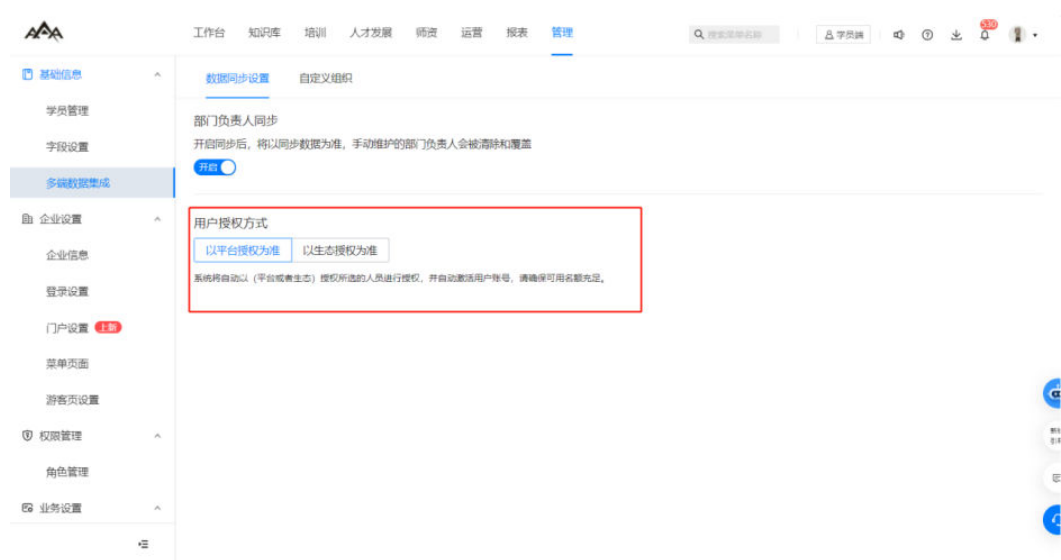 工作台 知识库 培训 人才发展 师资 运营 报表 管理 搜索菜单名称 学员端 530
基础信息
学员管理
字段设置
多端数据集成
企业设置
企业信息
登录设置
门户设置 上新
菜单页面
游客页设置
权限管理
角色管理
业务设置
数据同步设置 自定义组织
部门负责人同步
开启同步后，将以同步数据为准，手动维护的部门负责人会被清除和覆盖
开启
用户授权方式
以平台授权为准 以生态授权为准
系统将自动以（平台或者生态）授权所选的人员进行授权，并自动激活用户账号，请确保可用名额充足。